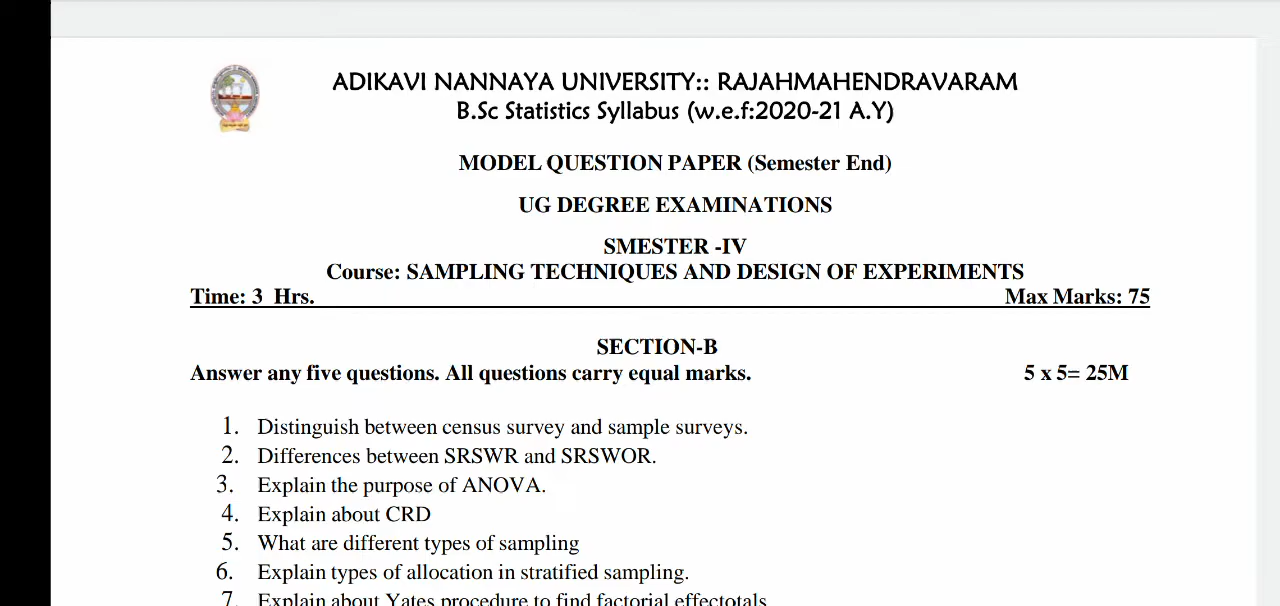 ADIKAVI NANNAYA UNIVERSITY:: RAJAHMAHENDRAVARAM
B.Sc Statistics Syllabus (w.e.f:2020-21 A.Y)
MODEL QUESTION PAPER (Semester End)
UG DEGREE EXAMINATIONS
SMESTER -IV
Course: SAMPLING TECHNIQUES AND DESIGN OF EXPERIMENTS
Time: 3 Hrs. Max Marks: 75
SECTION-B
Answer any five questions. All questions carry equal marks. 5 x 5= 25M
1. Distinguish between census survey and sample surveys.
2. Differences between SRSWR and SRSWOR.
3. Explain the purpose of ANOVA.
4. Explain about CRD
5. What are different types of sampling
6. Explain types of allocation in stratified sampling.
7. Explain about Yates procedure to find factorial effectotals